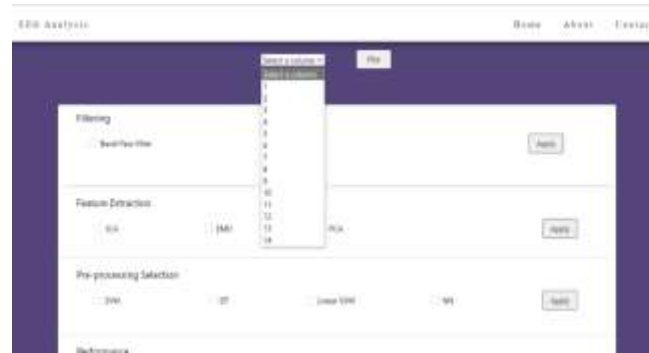 EEG Analysis Home About Contac
Select a column Plot
Select a column
1
2
3
4
5
6
7
8
9
10
11
12
13
14
Filtering
Band Pass Filter Apply
Feature Extraction
ICA EMD PCA Apply
Pre-processing Selection
SVM DT Linear SVM NN Apply
Performance